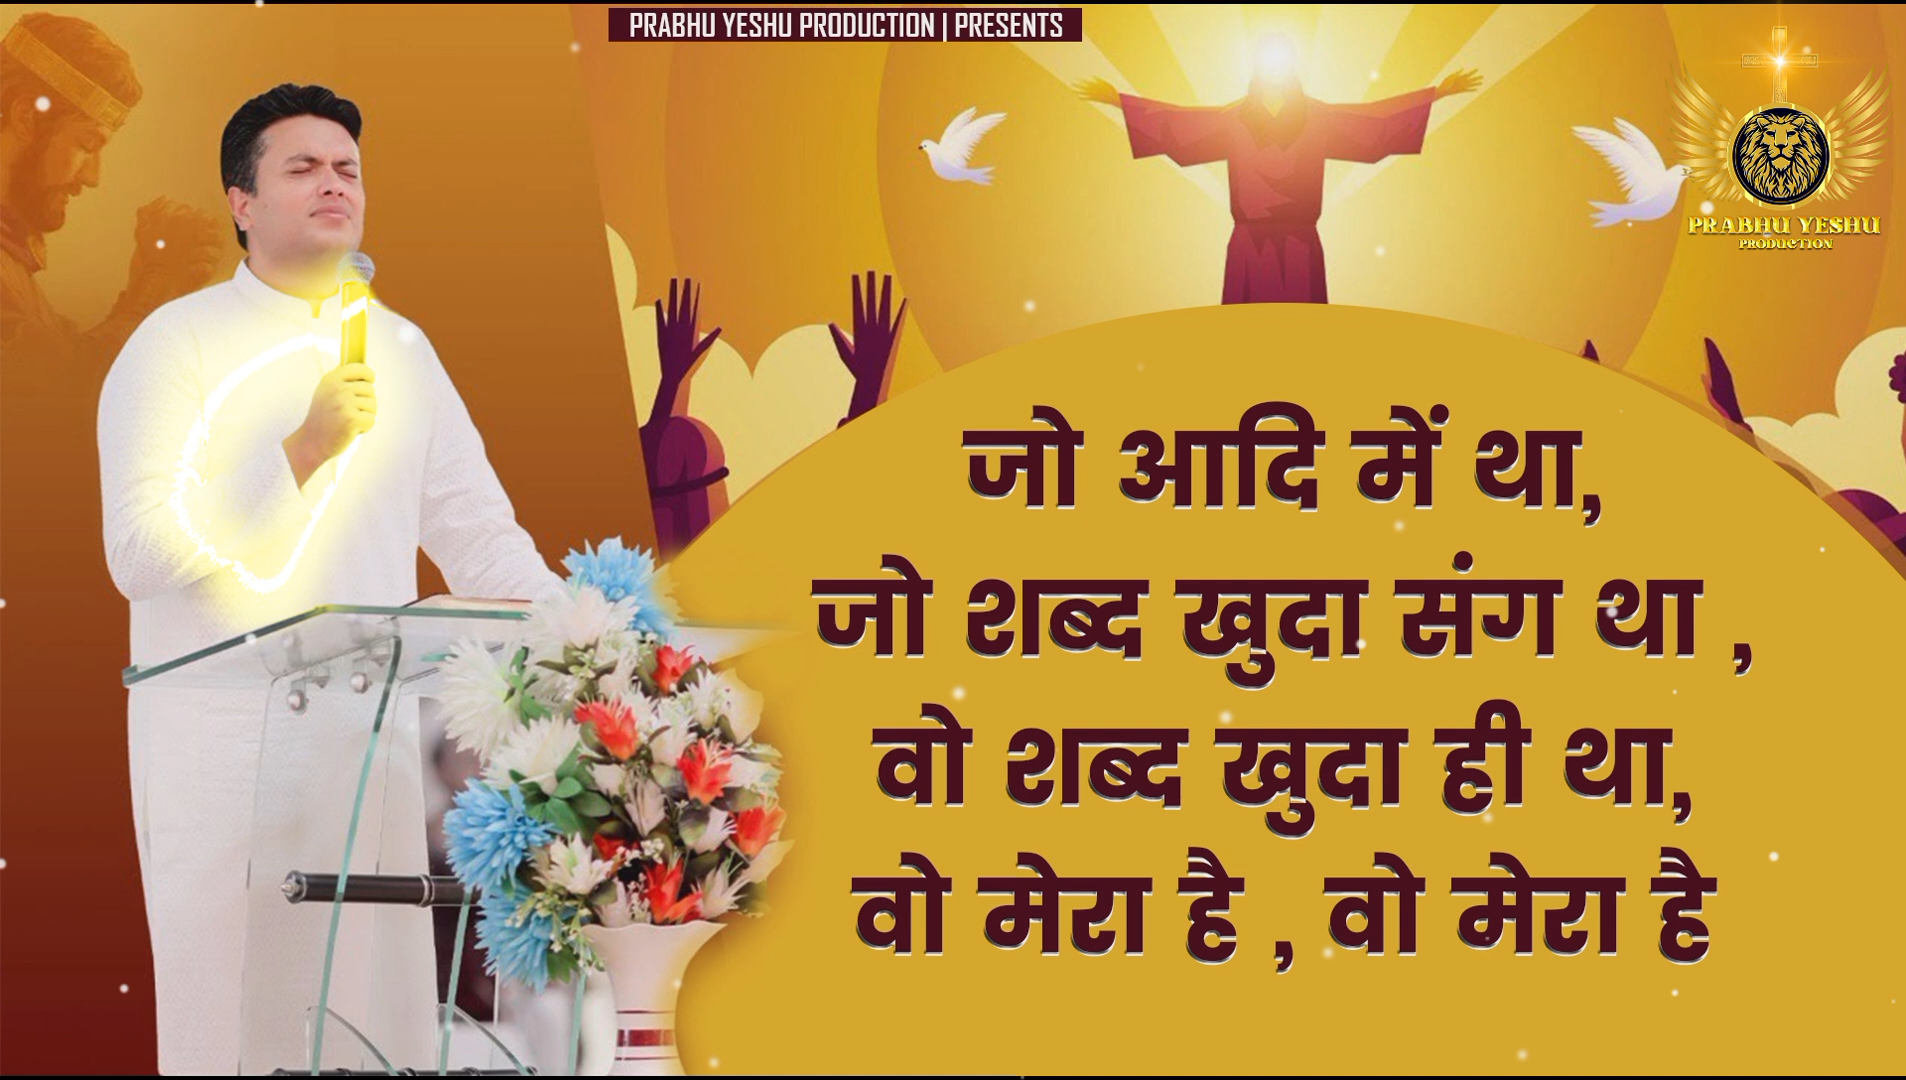 PRABHU YESHU PRODUCTION | PRESENTS
PRABHU YESHU
PRODUCTION
जो आदि में था,
जो शब्द खुदा संग था ,
वो शब्द खुदा ही था,
वो मेरा है , वो मेरा है